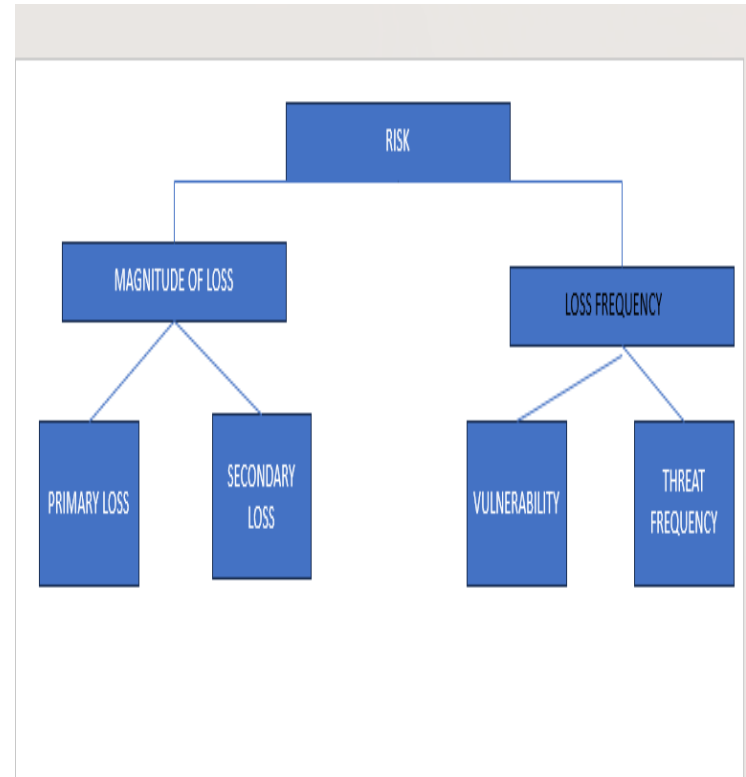 RISK
MAGNITUDE OF LOSS
LOSS FREQUENCY
PRIMARY LOSS
SECONDARY
LOSS
VULNERABILITY
THREAT
FREQUENCY